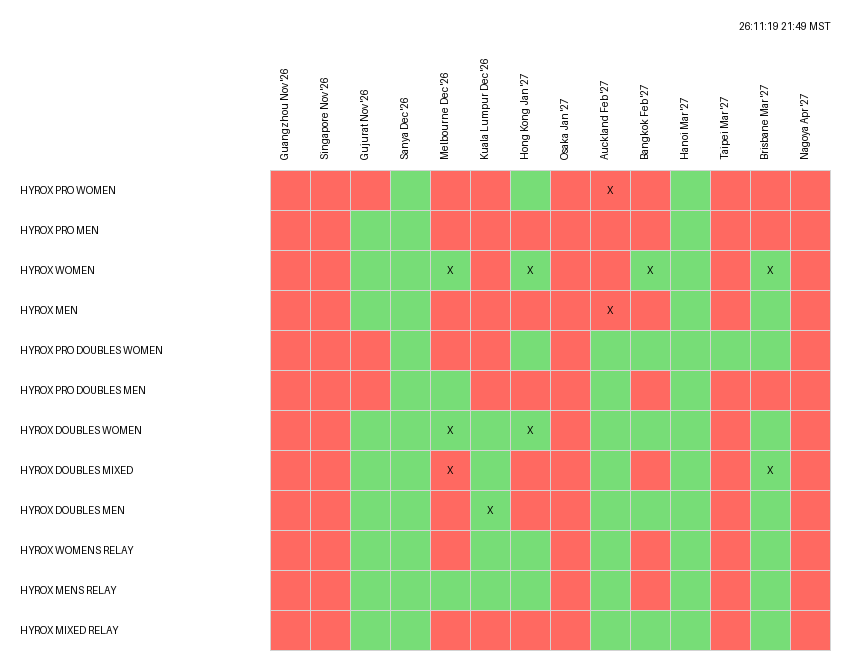 26:11:19 21:49 MST
Guangzhou Nov'26
Singapore Nov'26
Gujurat Nov'26
Sanya Dec'26
Melbourne Dec'26
Kuala Lumpur Dec'26
Hong Kong Jan'27
Osaka Jan'27
Auckland Feb'27
Bangkok Feb'27
Hanoi Mar'27
Taipei Mar'27
Brisbane Mar'27
Nagoya Apr'27
HYROX PRO WOMEN X
HYROX PRO MEN
HYROX WOMEN X X X X
HYROX MEN X
HYROX PRO DOUBLES WOMEN
HYROX PRO DOUBLES MEN
HYROX DOUBLES WOMEN X X
HYROX DOUBLES MIXED X X
HYROX DOUBLES MEN X
HYROX WOMENS RELAY
HYROX MENS RELAY
HYROX MIXED RELAY